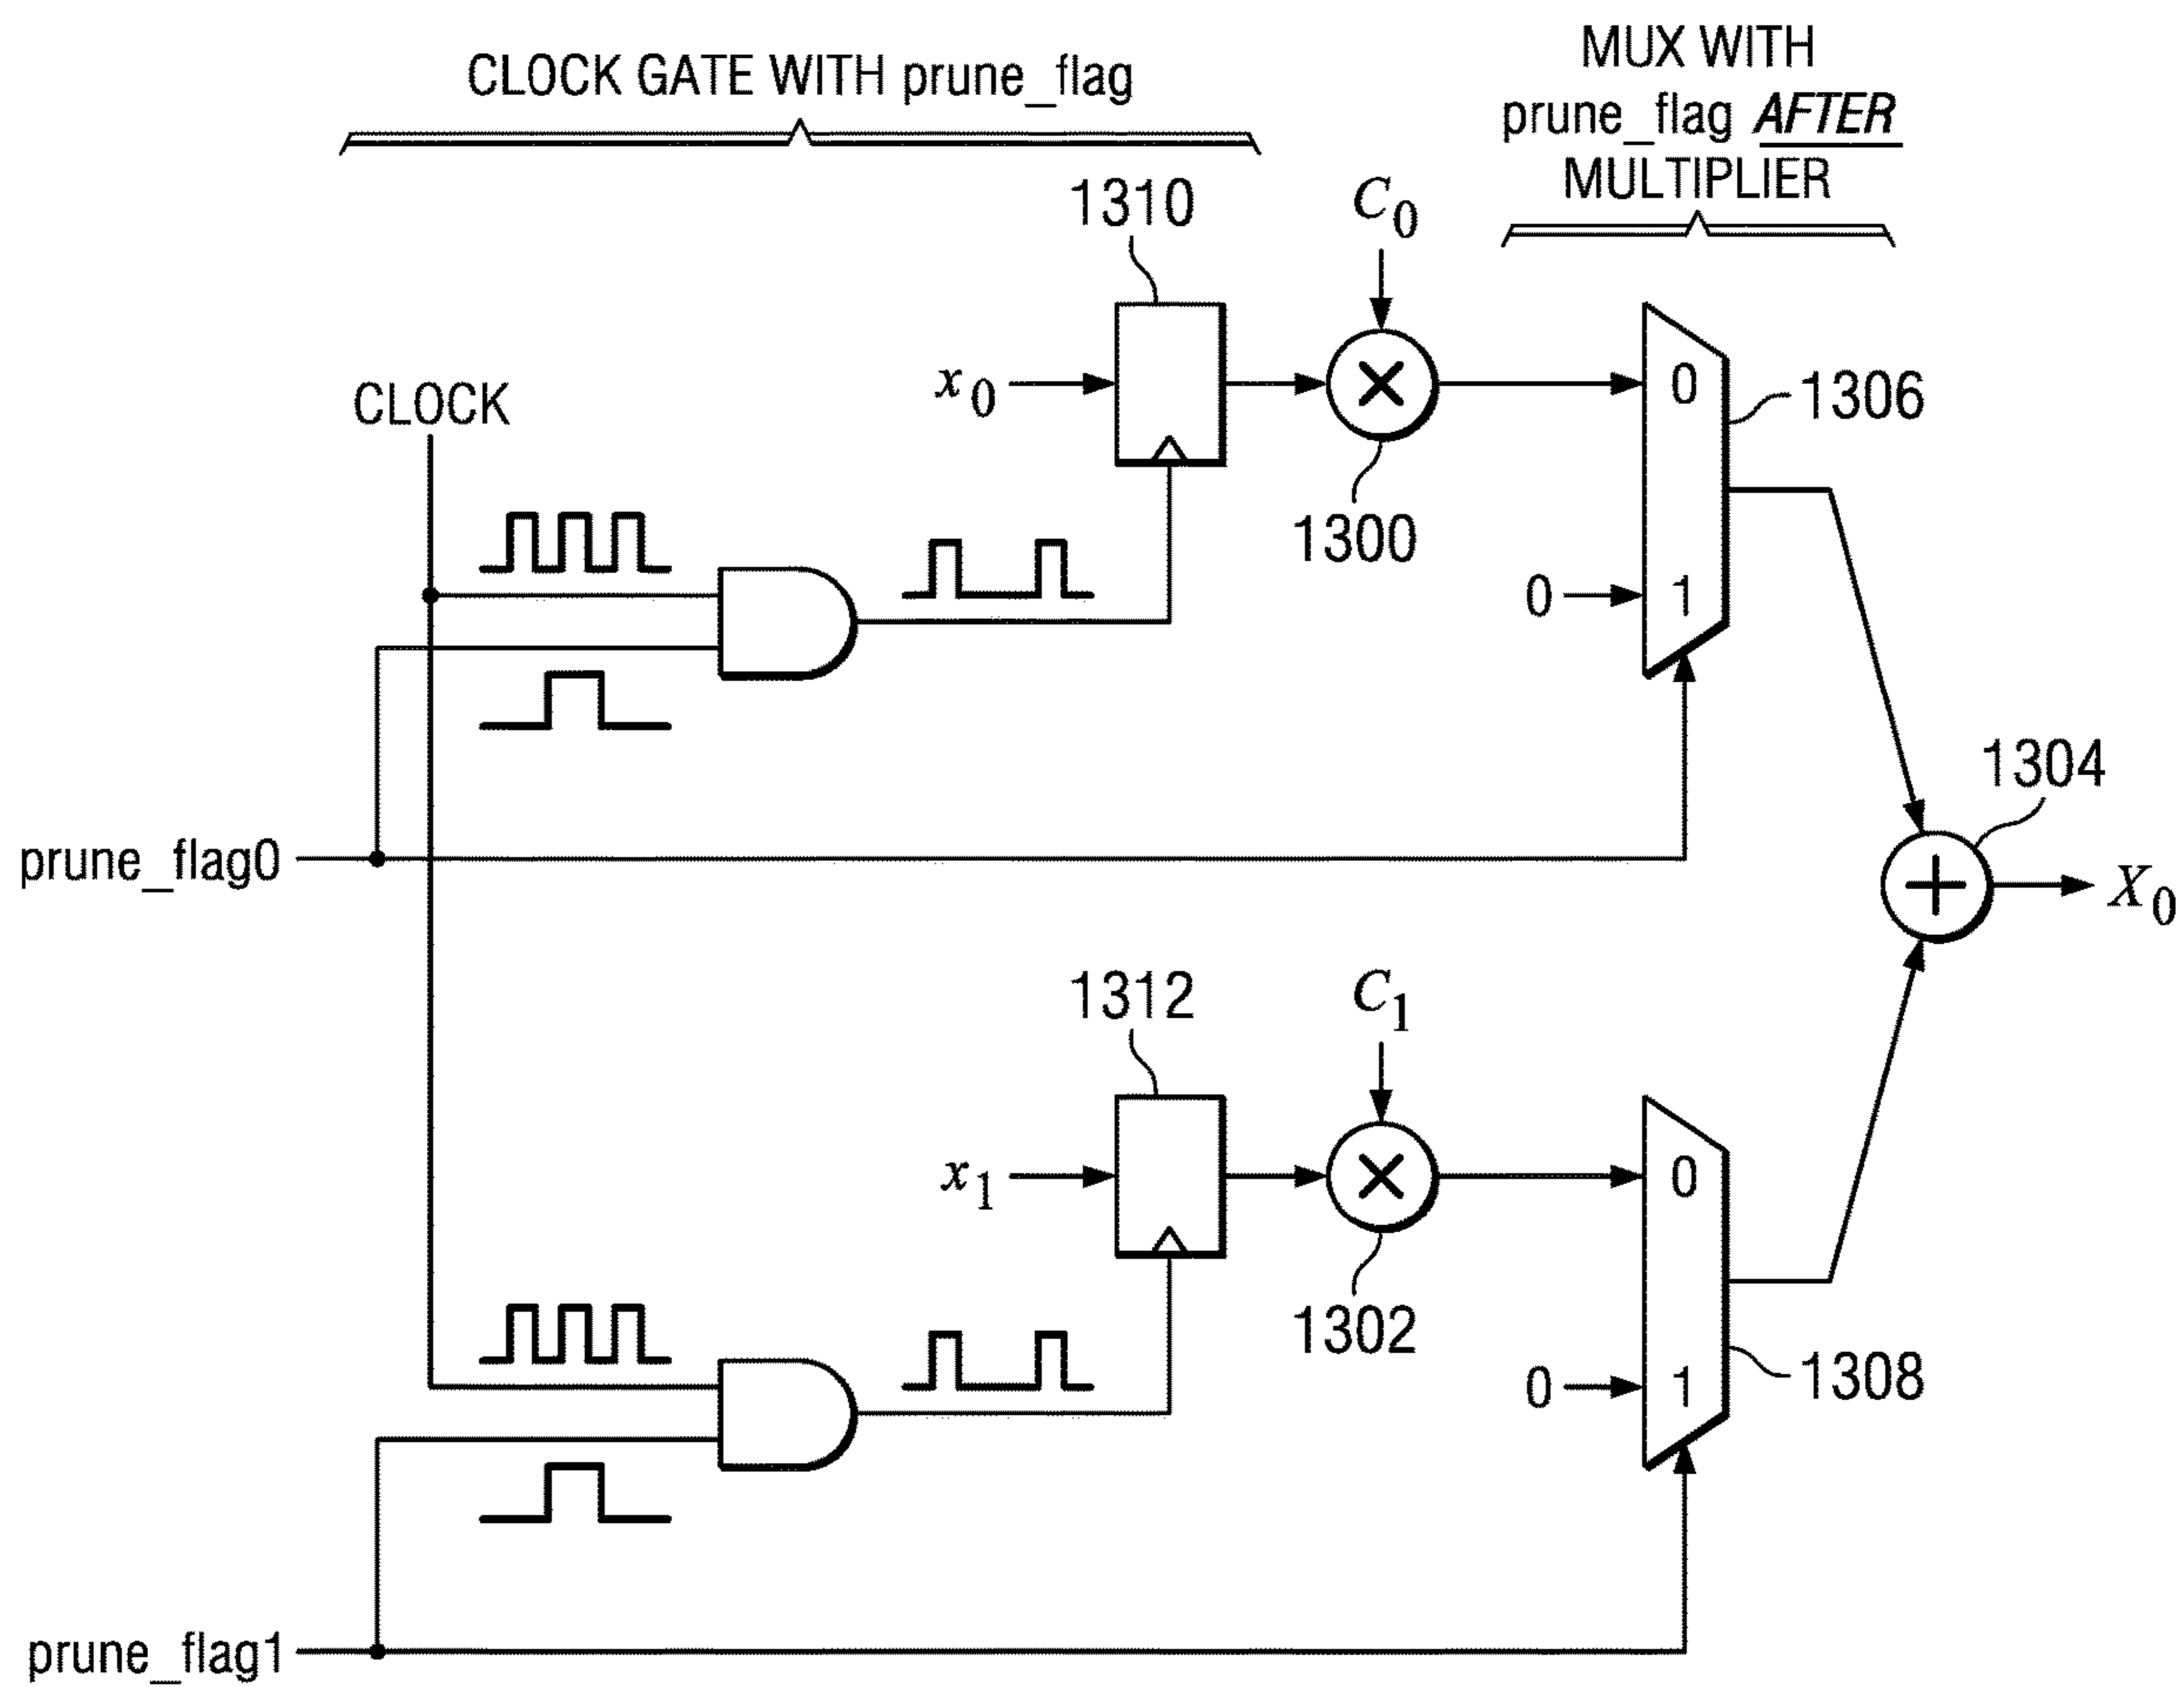 CLOCK GATE WITH prune_flag
MUX WITH
prune_flag AFTER
MULTIPLIER
1310
C0
x0
0
1306
CLOCK
1300
0
1
1304
prune_flag0
X0
1312
C1
x1
0
1302
0
1
1308
prune_flag1